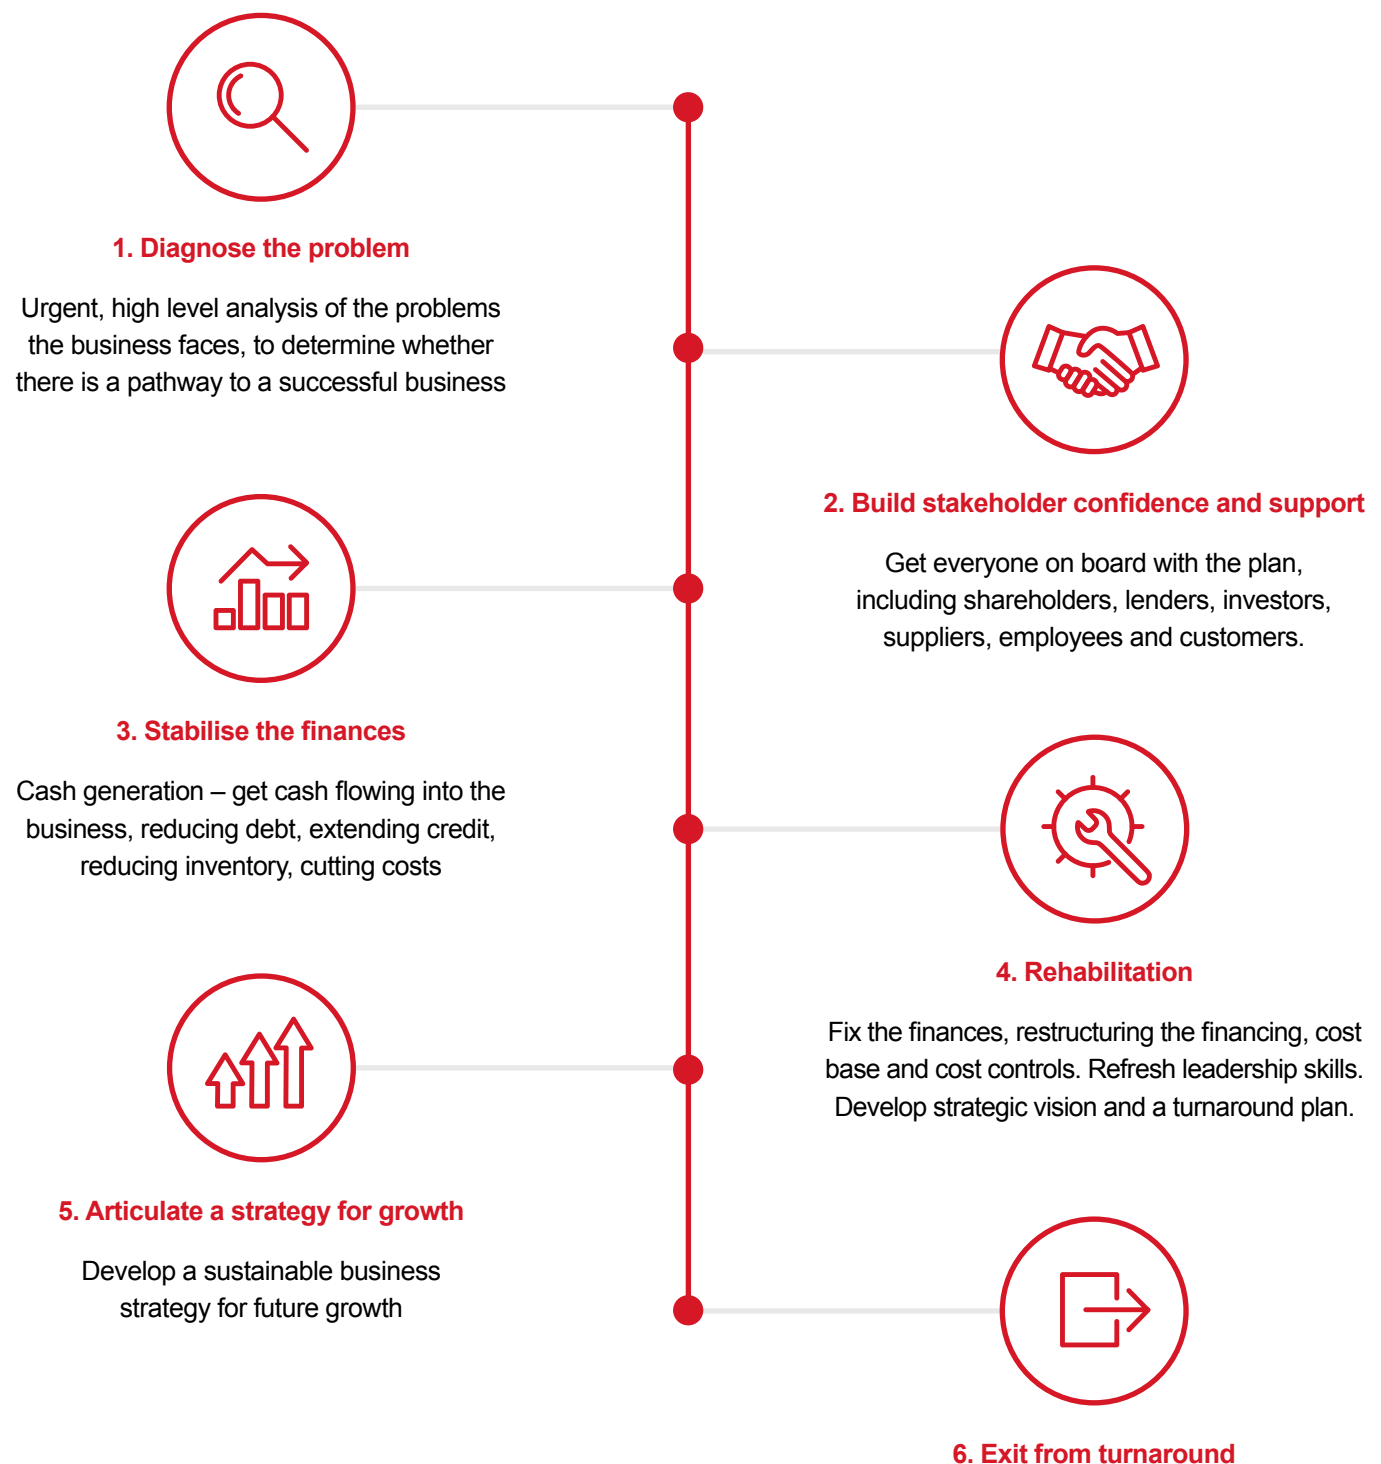 1. Diagnose the problem
Urgent, high level analysis of the problems
the business faces, to determine whether
there is a pathway to a successful business
2. Build stakeholder confidence and support
Get everyone on board with the plan,
including shareholders, lenders, investors,
suppliers, employees and customers.
3. Stabilise the finances
Cash generation – get cash flowing into the
business, reducing debt, extending credit,
reducing inventory, cutting costs
4. Rehabilitation
Fix the finances, restructuring the financing, cost
base and cost controls. Refresh leadership skills.
Develop strategic vision and a turnaround plan.
5. Articulate a strategy for growth
Develop a sustainable business
strategy for future growth
6. Exit from turnaround